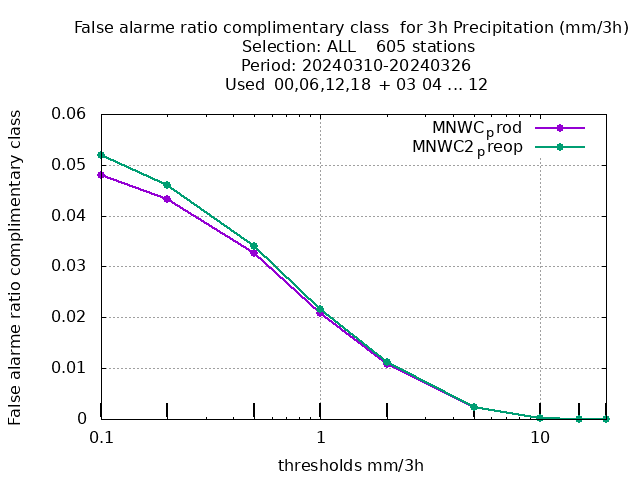 False alarme ratio complimentary class  for 3h Precipitation (mm/3h)
Selection: ALL    605 stations
Period: 20240310-20240326
Used  00,06,12,18 + 03 04 ... 12
MNWC_prod
MNWC2_preop
False alarme ratio complimentary class
0.06
0.05
0.04
0.03
0.02
0.01
0
0.1 1 10
thresholds mm/3h